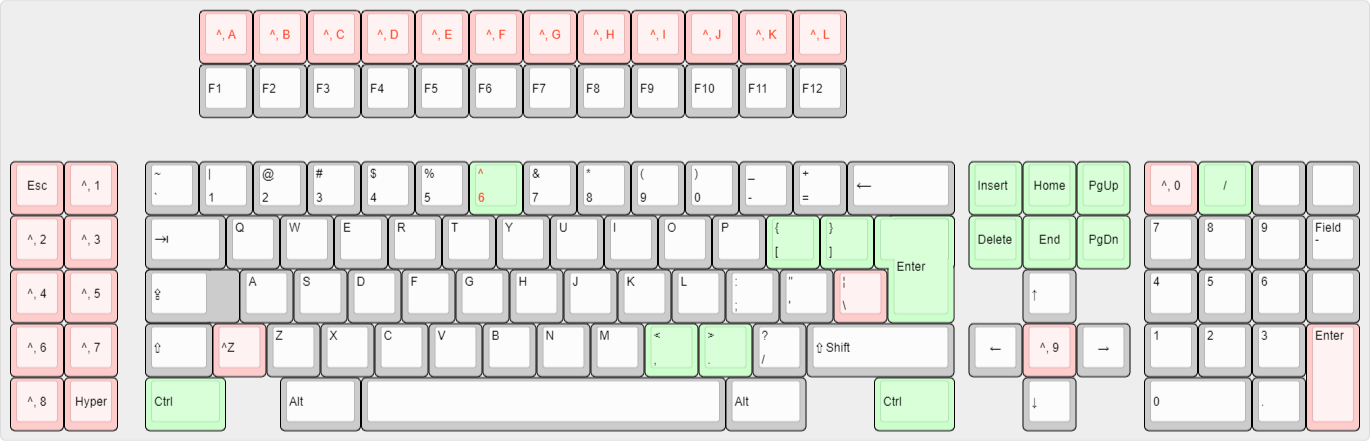 ^, A ^, B ^, C ^, D ^, E ^, F ^, G ^, H ^, I ^, J ^, K ^, L
F1 F2 F3 F4 F5 F6 F7 F8 F9 F10 F11 F12
Esc ^, 1 ~ | @ # $ % ^ & * ( ) _ + ← Insert Home PgUp ^, 0 /
` 1 2 3 4 5 6 7 8 9 0 - =
^, 2 ^, 3 ⇥ Q W E R T Y U I O P { } Delete End PgDn 7 8 9 Field
[ ] -
^, 4 ^, 5 ⇪ A S D F G H J K L : " ¦ Enter ↑ 4 5 6
; ' \
^, 6 ^, 7 ⇧ ^Z Z X C V B N M < > ? ⇧ Shift ← ^, 9 → 1 2 3 Enter
, . /
^, 8 Hyper Ctrl Alt Alt Ctrl ↓ 0 .